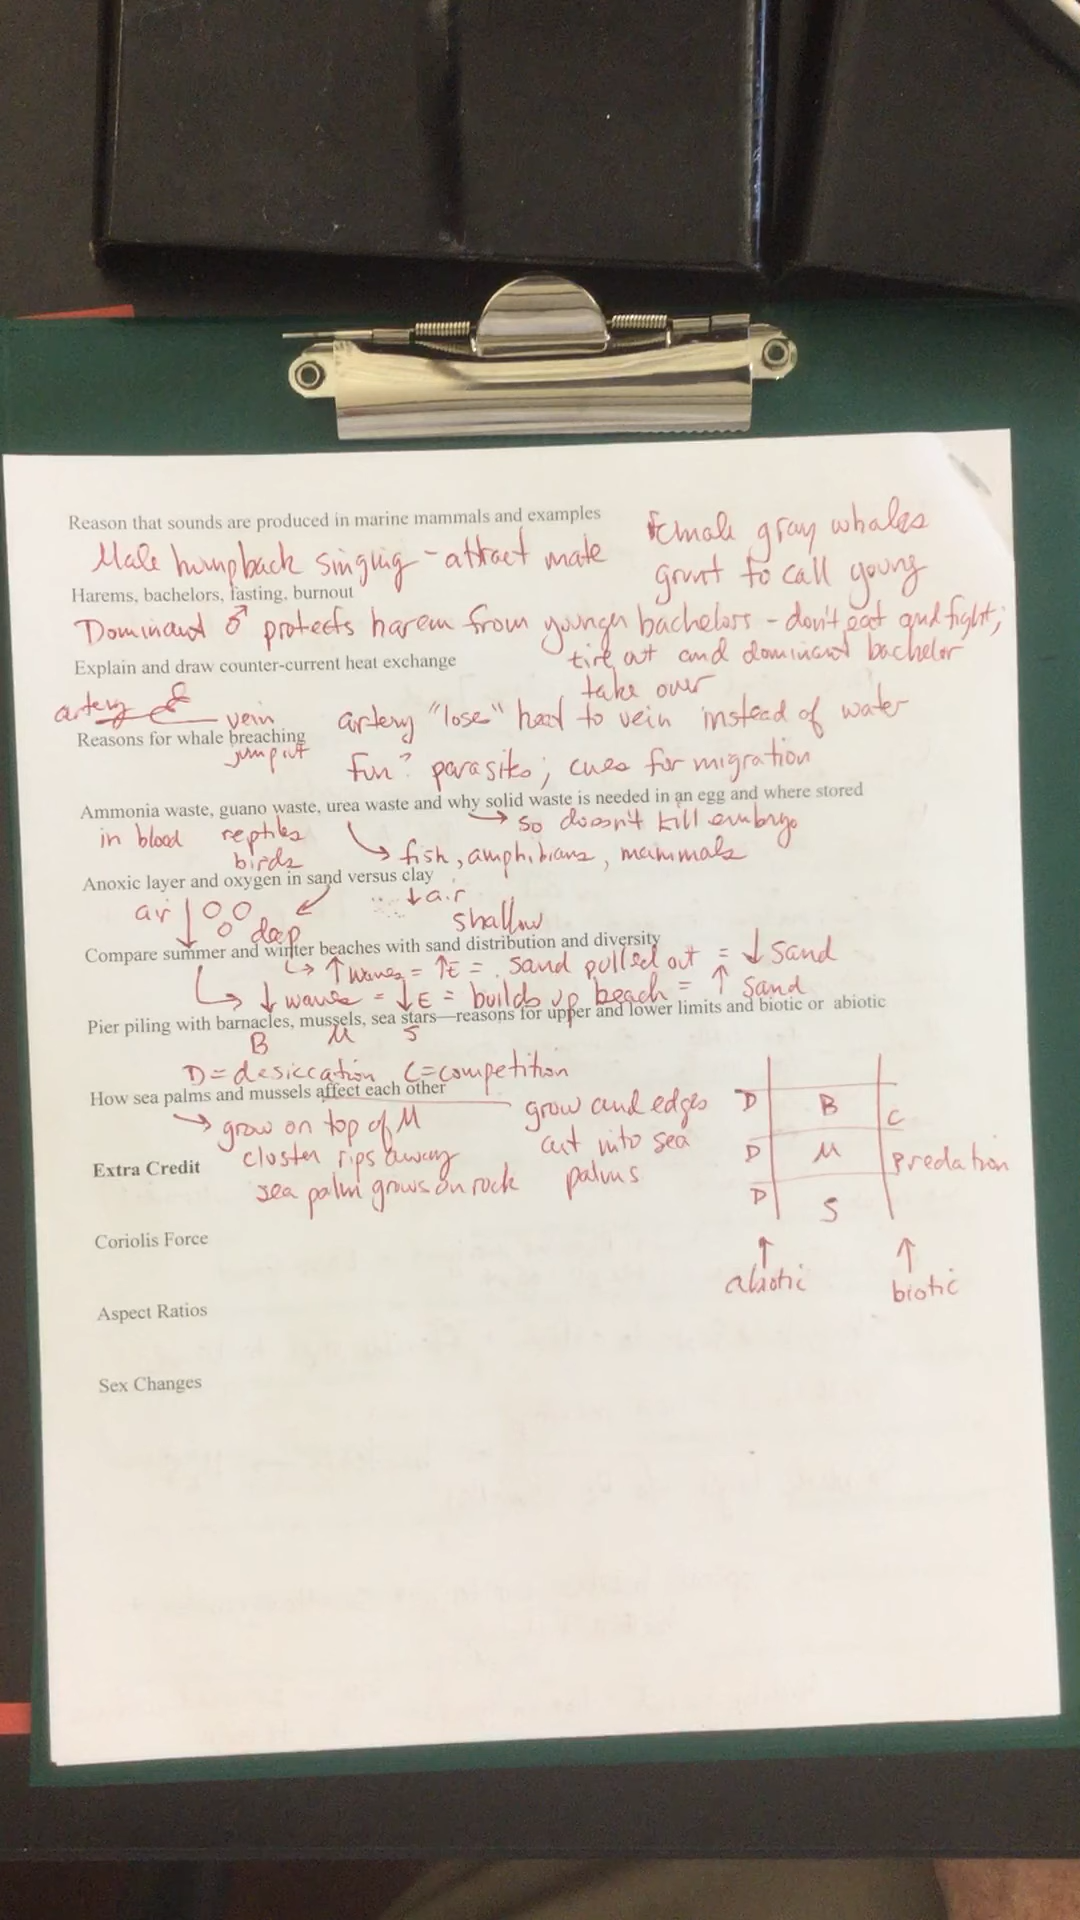 Reason that sounds are produced in marine mammals and examples
Male humpback singing - attract mate
Female gray whales
grunt to call young
Harems, bachelors, fasting, burnout
Dominant ♂ protects harem from younger bachelors - don't eat and fight;
tire out and dominant bachelor
take over
Explain and draw counter-current heat exchange
artery
vein
artery "lose" heat to vein instead of water
Reasons for whale breaching
jump out
fun? parasites; cues for migration
Ammonia waste, guano waste, urea waste and why solid waste is needed in an egg and where stored
→ so doesn't kill embryo
in blood reptiles
birds
→ fish, amphibians, mammals
Anoxic layer and oxygen in sand versus clay
air ↓ deep
↓ air
shallow
Compare summer and winter beaches with sand distribution and diversity
→ ↑ waves = ↑E = sand pulled out = ↓ sand
→ ↓ waves = ↓E = builds up beach = ↑ sand
Pier piling with barnacles, mussels, sea stars—reasons for upper and lower limits and biotic or abiotic
B M S
D = desiccation C = competition
How sea palms and mussels affect each other
→ grow on top of M
cluster rips away
sea palm grows on rock
grow and edges
cut into sea
palms
D B C
D M predation
D S
↑ ↑
abiotic biotic
Extra Credit
Coriolis Force
Aspect Ratios
Sex Changes